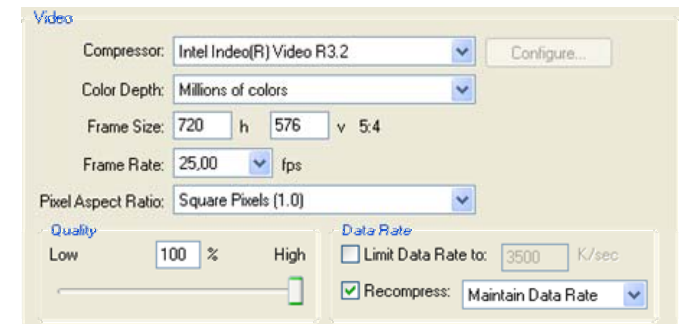 Video
Compressor: Intel Indeo(R) Video R3.2 Configure...
Color Depth: Millions of colors
Frame Size: 720 h 576 v 5:4
Frame Rate: 25,00 fps
Pixel Aspect Ratio: Square Pixels (1.0)
Quality Data Rate
Low 100 % High Limit Data Rate to: 3500 K/sec
Recompress: Maintain Data Rate